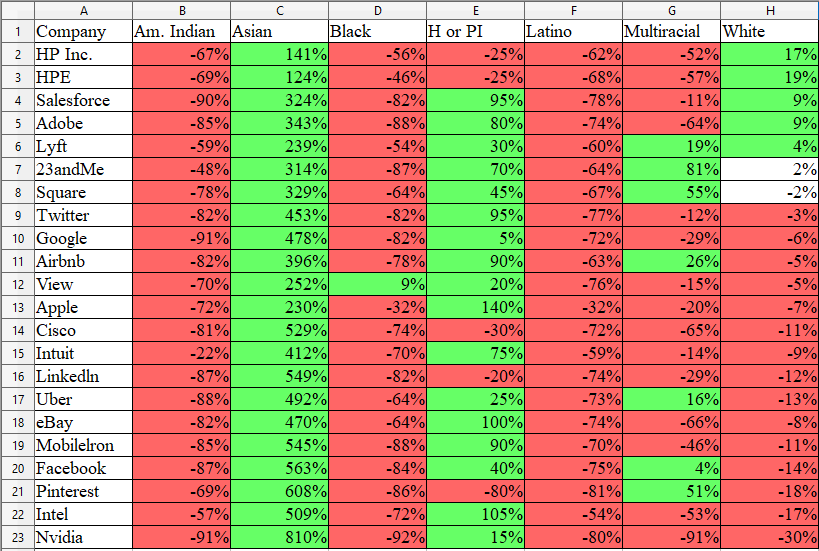 A B C D E F G H
1 Company Am. Indian Asian Black H or PI Latino Multiracial White
2 HP Inc. -67% 141% -56% -25% -62% -52% 17%
3 HPE -69% 124% -46% -25% -68% -57% 19%
4 Salesforce -90% 324% -82% 95% -78% -11% 9%
5 Adobe -85% 343% -88% 80% -74% -64% 9%
6 Lyft -59% 239% -54% 30% -60% 19% 4%
7 23andMe -48% 314% -87% 70% -64% 81% 2%
8 Square -78% 329% -64% 45% -67% 55% -2%
9 Twitter -82% 453% -82% 95% -77% -12% -3%
10 Google -91% 478% -82% 5% -72% -29% -6%
11 Airbnb -82% 396% -78% 90% -63% 26% -5%
12 View -70% 252% 9% 20% -76% -15% -5%
13 Apple -72% 230% -32% 140% -32% -20% -7%
14 Cisco -81% 529% -74% -30% -72% -65% -11%
15 Intuit -22% 412% -70% 75% -59% -14% -9%
16 Linkedln -87% 549% -82% -20% -74% -29% -12%
17 Uber -88% 492% -64% 25% -73% 16% -13%
18 eBay -82% 470% -64% 100% -74% -66% -8%
19 Mobilelron -85% 545% -88% 90% -70% -46% -11%
20 Facebook -87% 563% -84% 40% -75% 4% -14%
21 Pinterest -69% 608% -86% -80% -81% 51% -18%
22 Intel -57% 509% -72% 105% -54% -53% -17%
23 Nvidia -91% 810% -92% 15% -80% -91% -30%